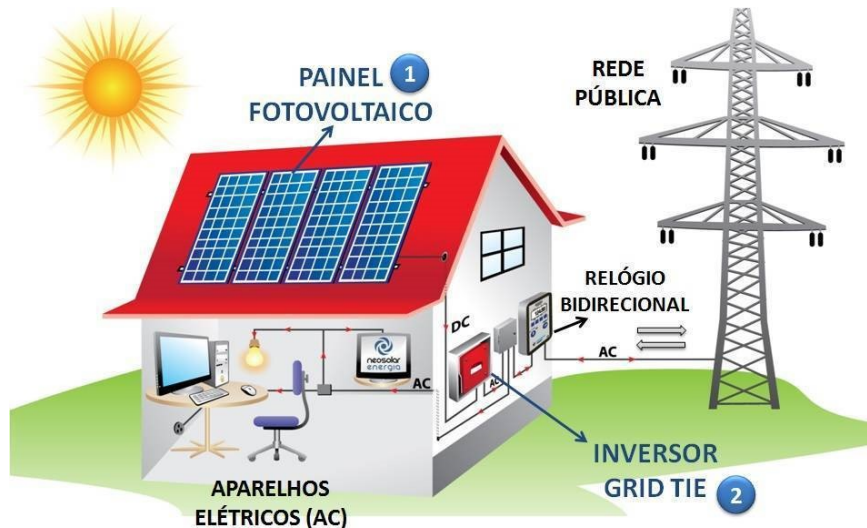 PAINEL 1
FOTOVOLTAICO
REDE
PÚBLICA
RELÓGIO
BIDIRECIONAL
DC
neosolar
energia
AC
AC
AC
INVERSOR
GRID TIE 2
APARELHOS
ELÉTRICOS (AC)